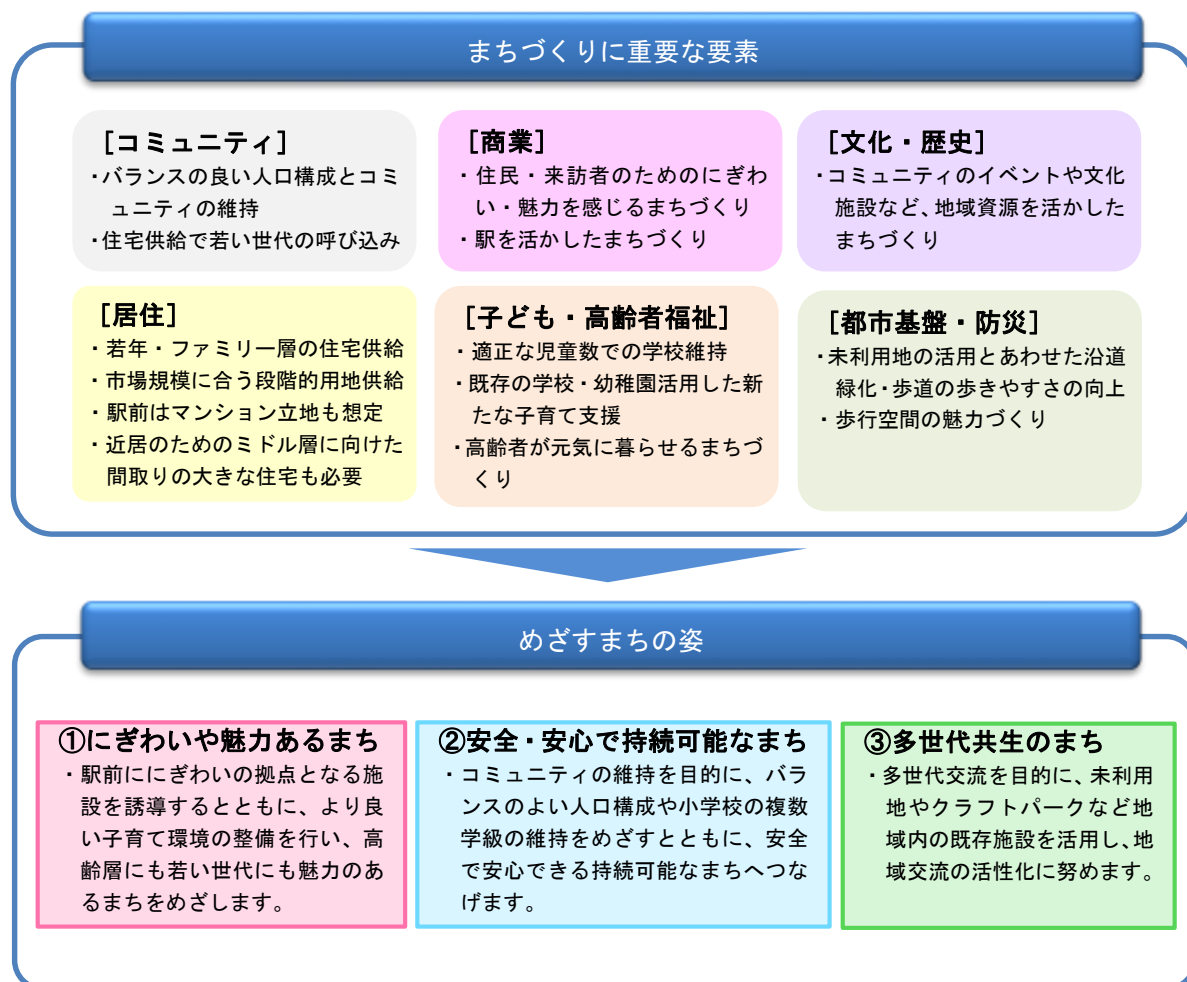 まちづくりに重要な要素
[コミュニティ]
・バランスの良い人口構成とコミ
ュニティの維持
・住宅供給で若い世代の呼び込み
[商業]
・住民・来訪者のためのにぎわ
い・魅力を感じるまちづくり
・駅を活かしたまちづくり
[文化・歴史]
・コミュニティのイベントや文化
施設など、地域資源を活かした
まちづくり
[居住]
・若年・ファミリー層の住宅供給
・市場規模に合う段階的用地供給
・駅前はマンション立地も想定
・近居のためのミドル層に向けた
間取りの大きな住宅も必要
[子ども・高齢者福祉]
・適正な児童数での学校維持
・既存の学校・幼稚園活用した新
たな子育て支援
・高齢者が元気に暮らせるまちづ
くり
[都市基盤・防災]
・未利用地の活用とあわせた沿道
緑化・歩道の歩きやすさの向上
・歩行空間の魅力づくり
めざすまちの姿
①にぎわいや魅力あるまち
・駅前ににぎわいの拠点となる施
設を誘導するとともに、より良
い子育て環境の整備を行い、高
齢層にも若い世代にも魅力のあ
るまちをめざします。
②安全・安心で持続可能なまち
・コミュニティの維持を目的に、バラ
ンスのよい人口構成や小学校の複数
学級の維持をめざすとともに、安全
で安心できる持続可能なまちへつな
げます。
③多世代共生のまち
・多世代交流を目的に、未利用
地やクラフトパークなど地
域内の既存施設を活用し、地
域交流の活性化に努めます。